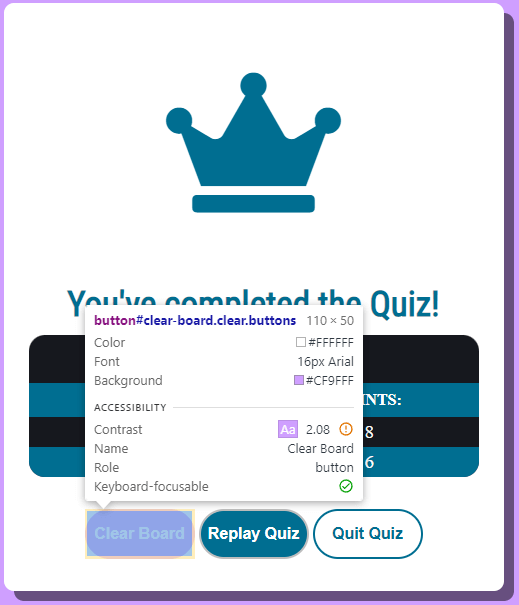 You've completed the Quiz!
button#clear-board.clear.buttons 110 × 50
Color #FFFFFF
Font 16px Arial
Background #CF9FFF
ACCESSIBILITY
Contrast Aa 2.08
Name Clear Board
Role button
Keyboard-focusable
NTS:
8
6
Clear Board Replay Quiz Quit Quiz